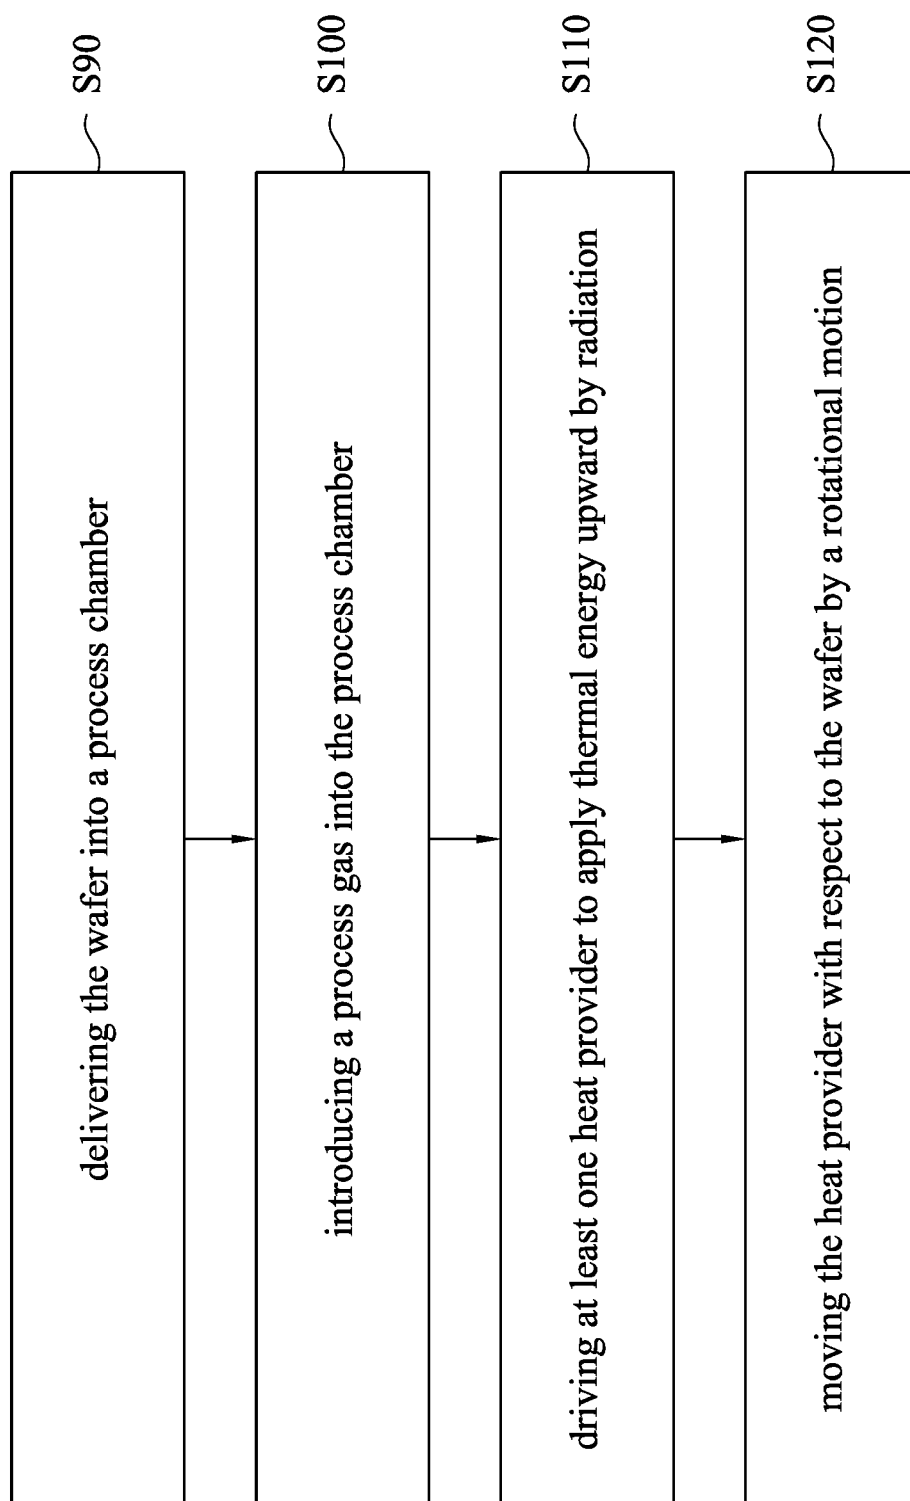 S90
delivering the wafer into a process chamber
S100
introducing a process gas into the process chamber
S110
driving at least one heat provider to apply thermal energy upward by radiation
S120
moving the heat provider with respect to the wafer by a rotational motion